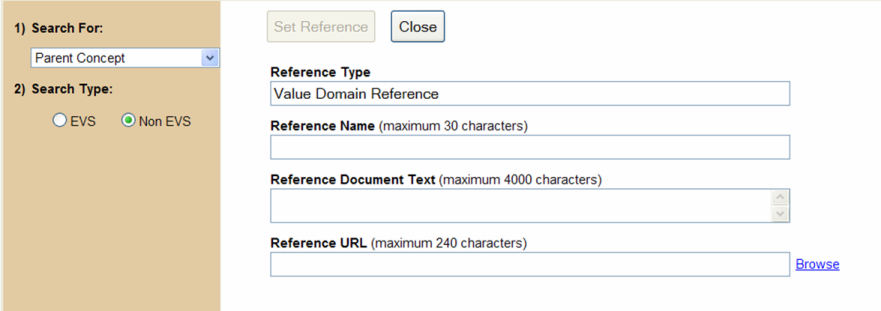 1) Search For:
Parent Concept
2) Search Type:
EVS Non EVS
Set Reference Close
Reference Type
Value Domain Reference
Reference Name (maximum 30 characters)
Reference Document Text (maximum 4000 characters)
Reference URL (maximum 240 characters)
Browse